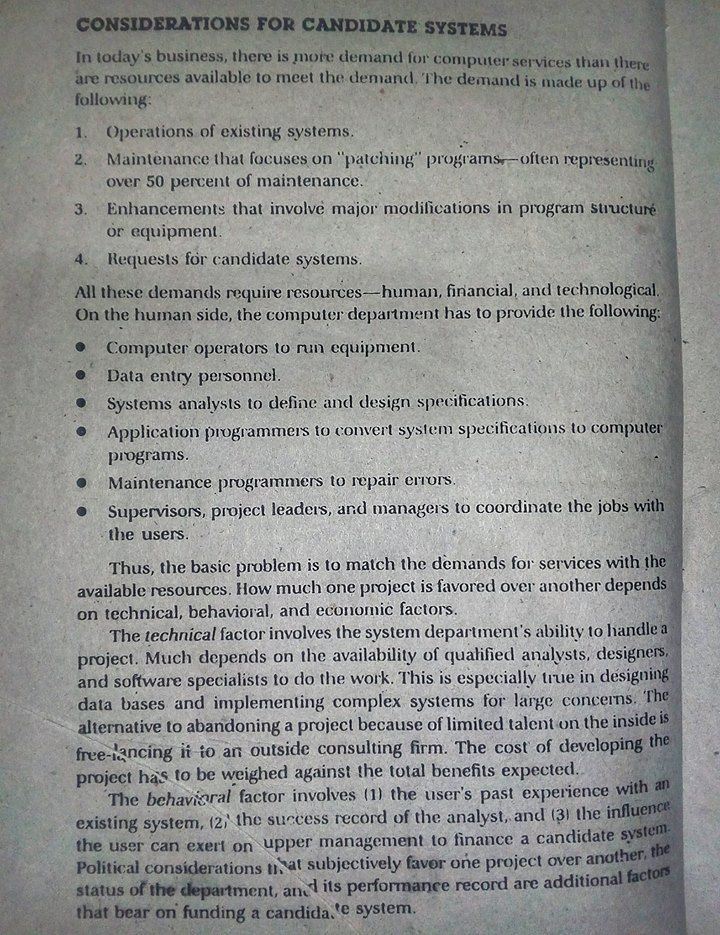 CONSIDERATIONS FOR CANDIDATE SYSTEMS
In today's business, there is more demand for computer services than there
are resources available to meet the demand. The demand is made up of the
following:
1. Operations of existing systems.
2. Maintenance that focuses on "patching" programs—often representing
over 50 percent of maintenance.
3. Enhancements that involve major modifications in program structure
or equipment.
4. Requests for candidate systems.
All these demands require resources—human, financial, and technological.
On the human side, the computer department has to provide the following:
● Computer operators to run equipment.
● Data entry personnel.
● Systems analysts to define and design specifications.
● Application programmers to convert system specifications to computer
programs.
● Maintenance programmers to repair errors.
● Supervisors, project leaders, and managers to coordinate the jobs with
the users.
Thus, the basic problem is to match the demands for services with the
available resources. How much one project is favored over another depends
on technical, behavioral, and economic factors.
The technical factor involves the system department's ability to handle a
project. Much depends on the availability of qualified analysts, designers,
and software specialists to do the work. This is especially true in designing
data bases and implementing complex systems for large concerns. The
alternative to abandoning a project because of limited talent on the inside is
free-lancing it to an outside consulting firm. The cost of developing the
project has to be weighed against the total benefits expected.
The behavioral factor involves (1) the user's past experience with an
existing system, (2) the success record of the analyst, and (3) the influence
the user can exert on upper management to finance a candidate system.
Political considerations that subjectively favor one project over another, the
status of the department, and its performance record are additional factors
that bear on funding a candidate system.